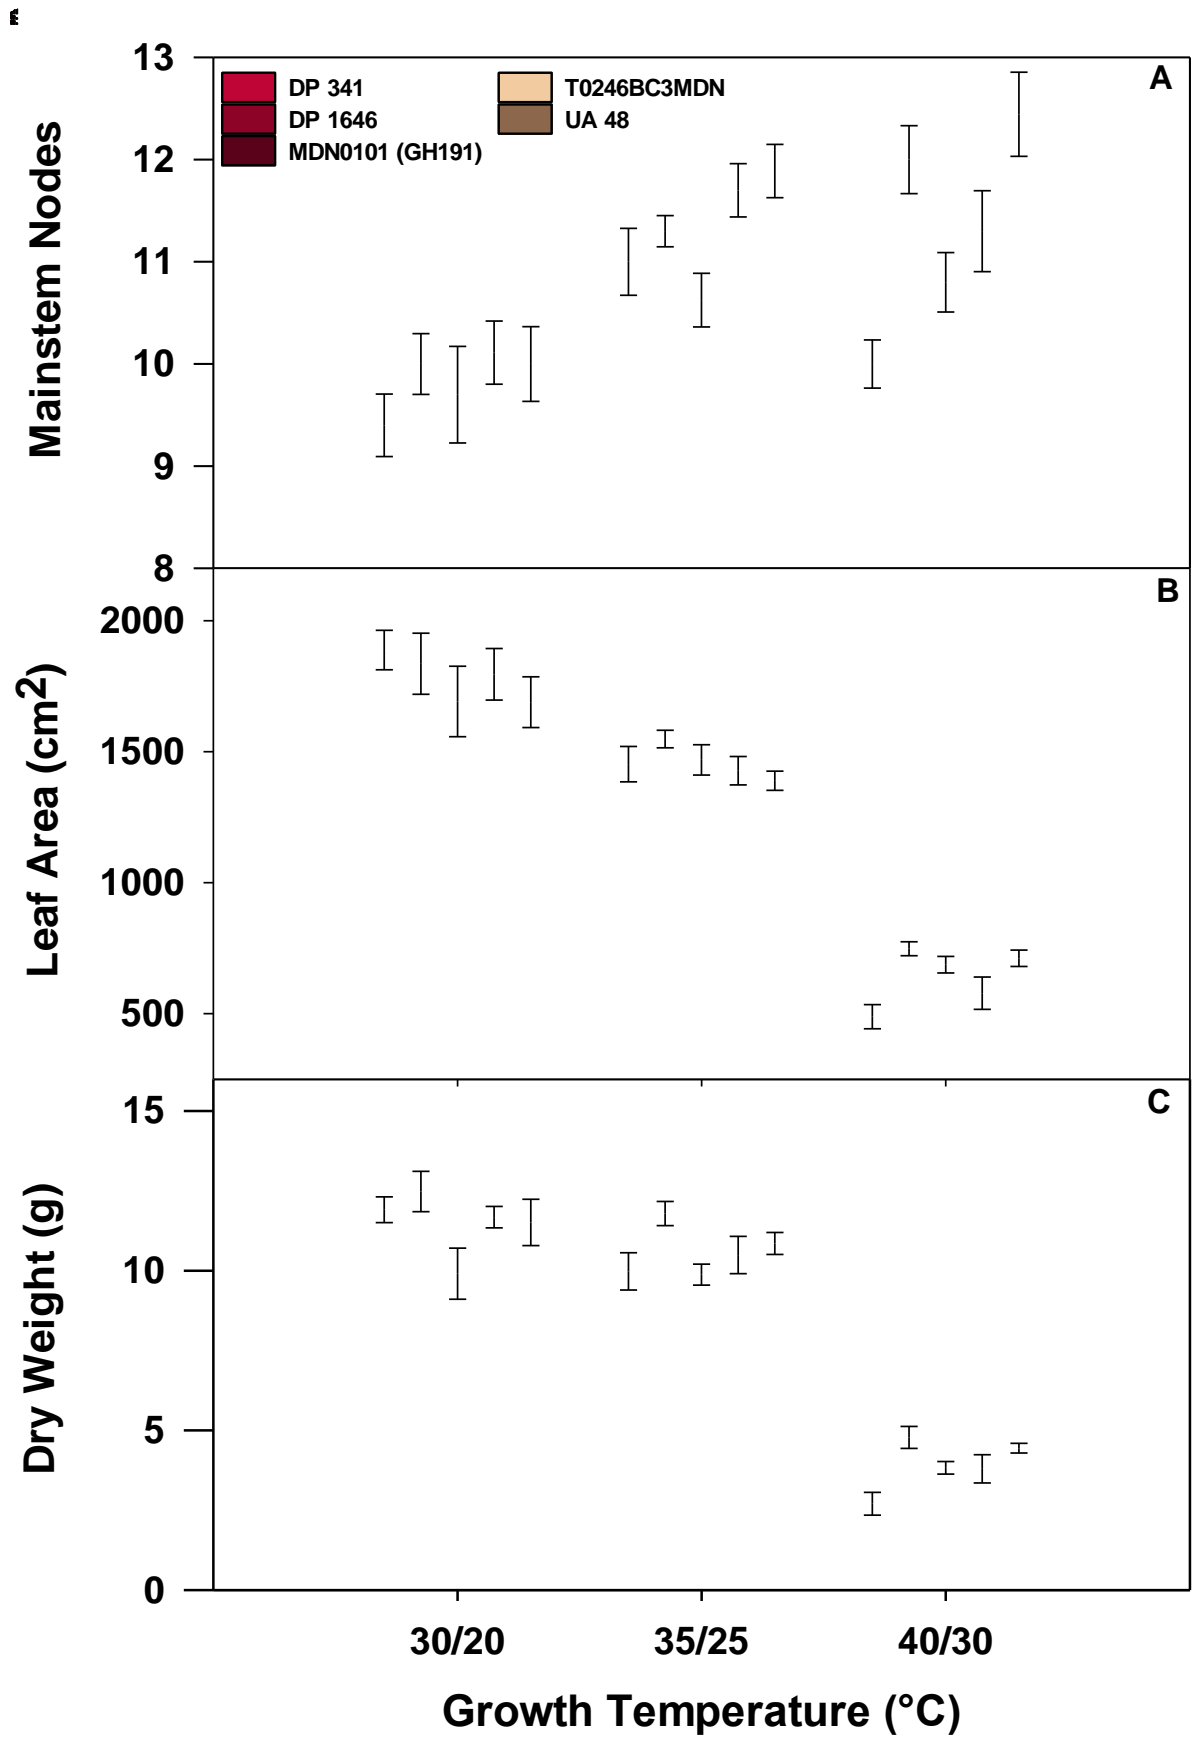 13
12
11
10
9
8
Mainstem Nodes
A
DP 341
DP 1646
MDN0101 (GH191)
T0246BC3MDN
UA 48
2000
1500
1000
500
Leaf Area (cm2)
B
15
10
5
0
Dry Weight (g)
C
30/20
35/25
40/30
Growth Temperature (°C)